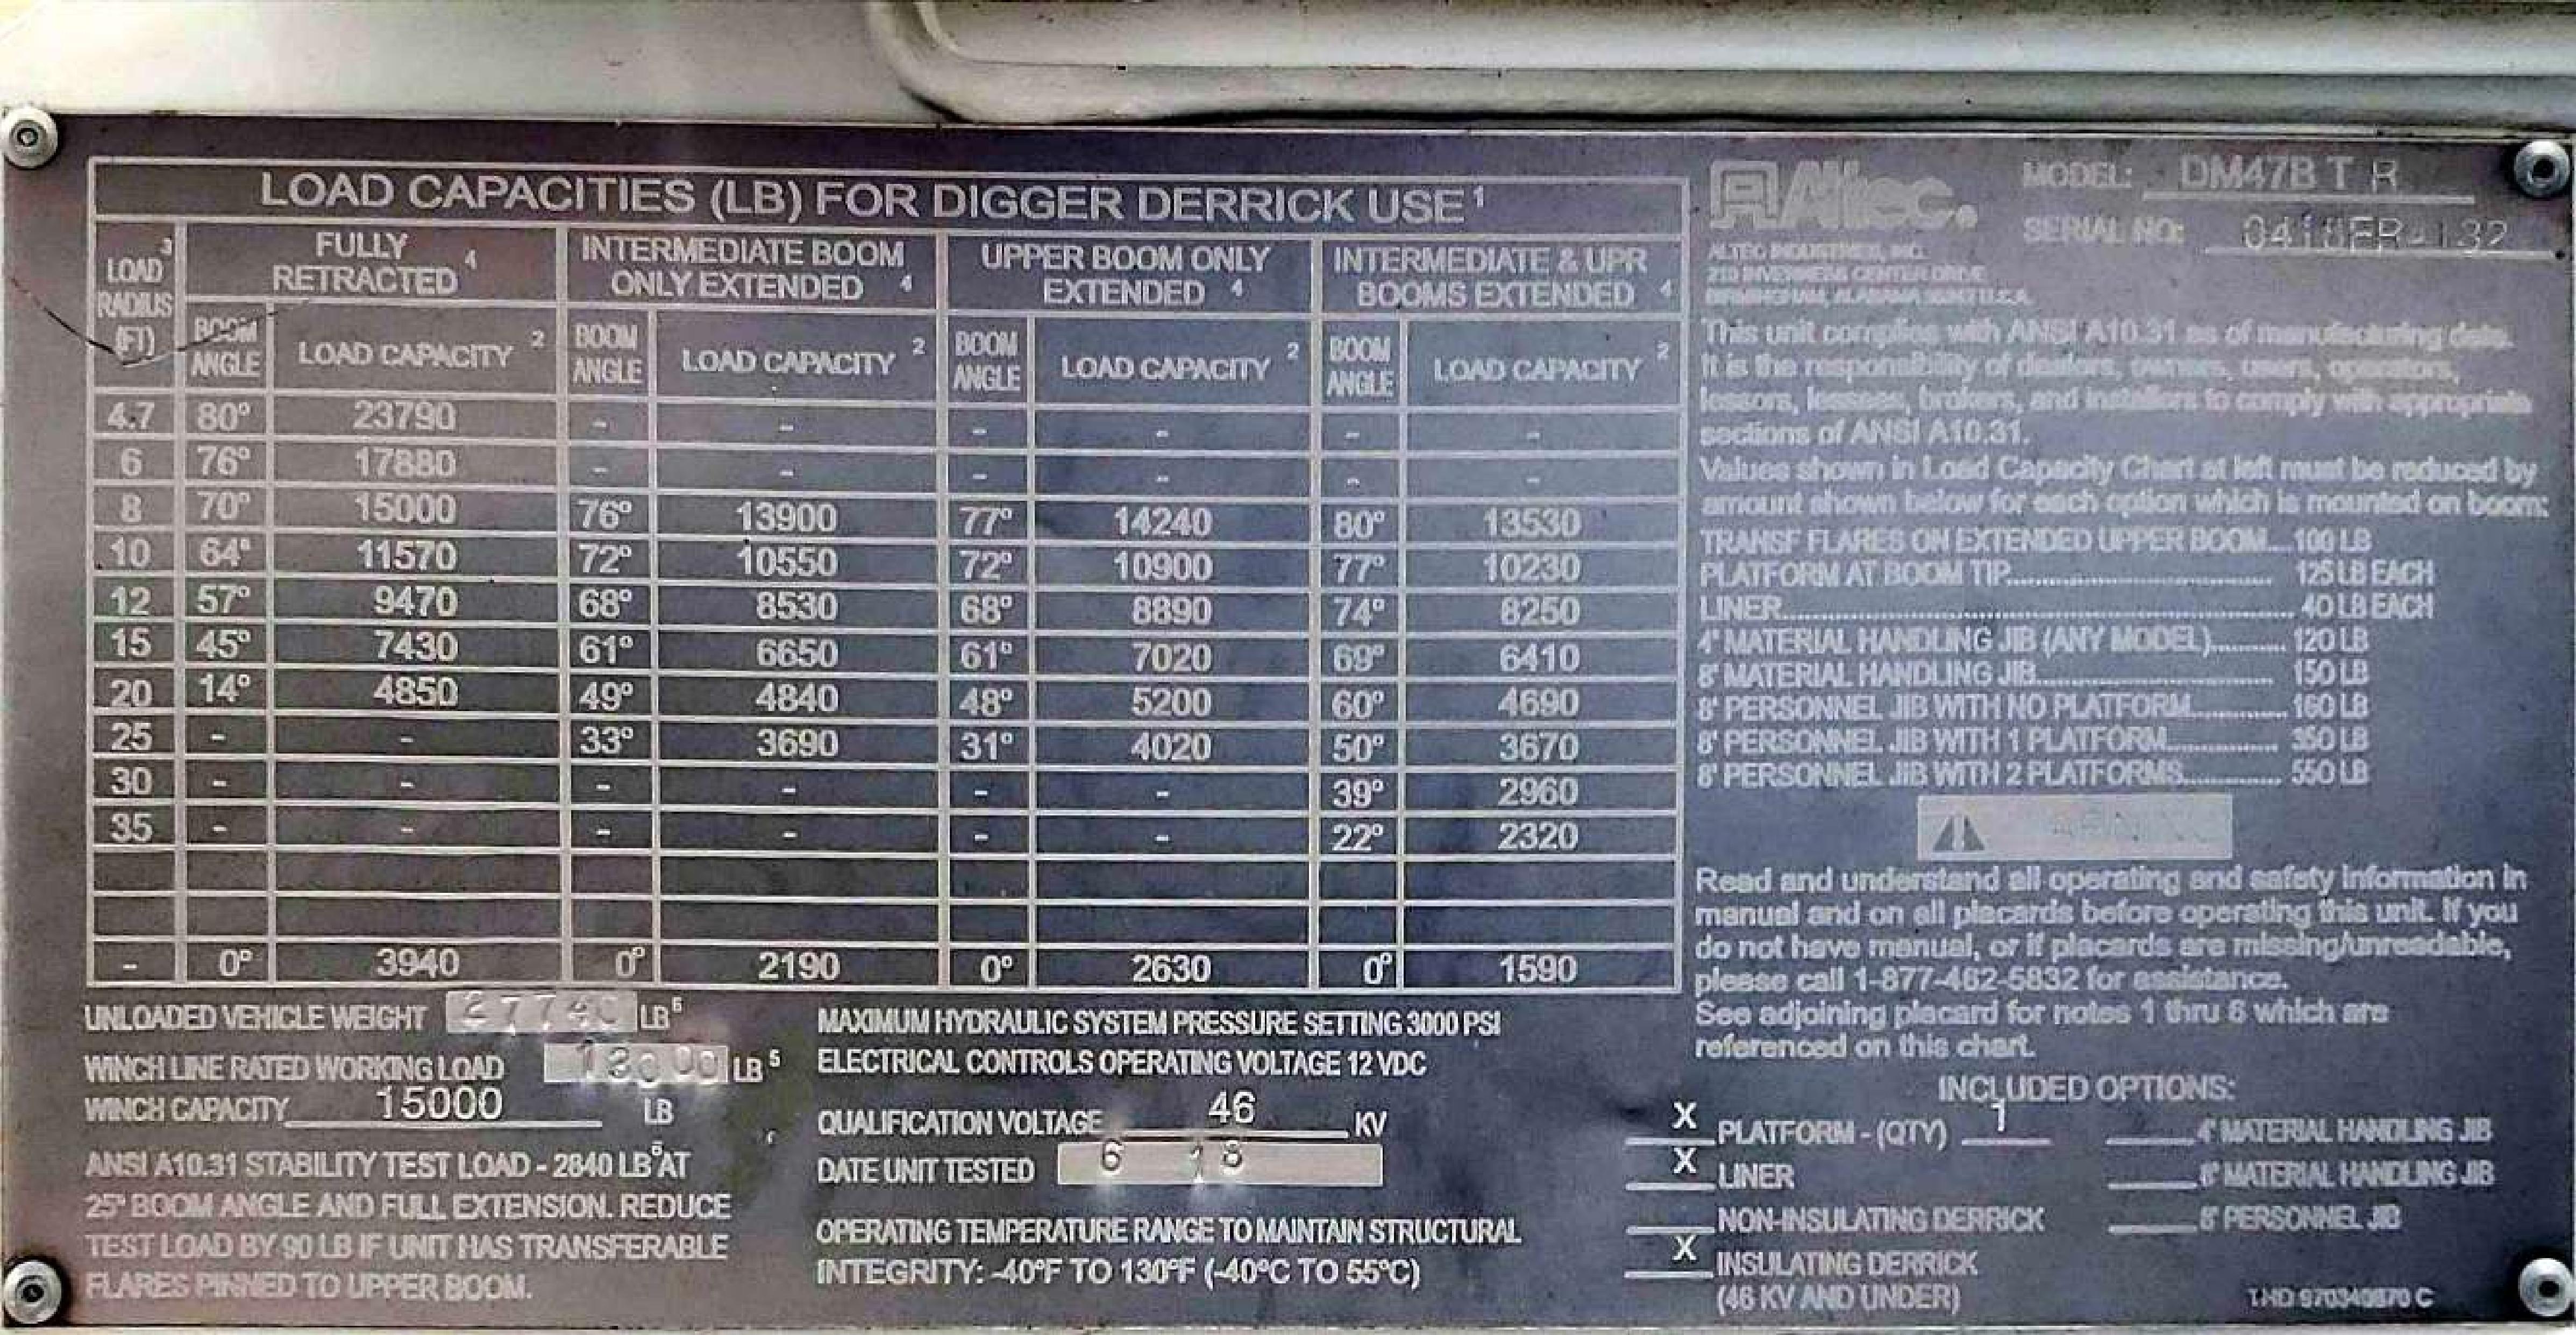 LOAD CAPACITIES (LB) FOR DIGGER DERRICK USE 1
LOAD RADIUS (FT) 3 FULLY RETRACTED 4 INTERMEDIATE BOOM ONLY EXTENDED 4 UPPER BOOM ONLY EXTENDED 4 INTERMEDIATE & UPR BOOMS EXTENDED 4
BOOM ANGLE LOAD CAPACITY 2 BOOM ANGLE LOAD CAPACITY 2 BOOM ANGLE LOAD CAPACITY 2 BOOM ANGLE LOAD CAPACITY 2
4.7 80° 23790 - - - - - -
6 76° 17880 - - - - - -
8 70° 15000 76° 13900 77° 14240 80° 13530
10 64° 11570 72° 10550 72° 10900 77° 10230
12 57° 9470 68° 8530 68° 8890 74° 8250
15 45° 7430 61° 6650 61° 7020 69° 6410
20 14° 4850 49° 4840 48° 5200 60° 4690
25 - - 33° 3690 31° 4020 50° 3670
30 - - - - - - 39° 2960
35 - - - - - - 22° 2320
- 0° 3940 0° 2190 0° 2630 0° 1590
UNLOADED VEHICLE WEIGHT 27740 LB 6
WINCH LINE RATED WORKING LOAD LB 5
WINCH CAPACITY 15000 LB
ANSI A10.31 STABILITY TEST LOAD - 2840 LB AT
25° BOOM ANGLE AND FULL EXTENSION. REDUCE
TEST LOAD BY 90 LB IF UNIT HAS TRANSFERABLE
FLARES PINNED TO UPPER BOOM.
MAXIMUM HYDRAULIC SYSTEM PRESSURE SETTING 3000 PSI
ELECTRICAL CONTROLS OPERATING VOLTAGE 12 VDC
QUALIFICATION VOLTAGE 46 KV
DATE UNIT TESTED 6 18
OPERATING TEMPERATURE RANGE TO MAINTAIN STRUCTURAL
INTEGRITY: -40°F TO 130°F (-40°C TO 55°C)
Altec
MODEL: DM47B T R
SERIAL NO:
ALTEC INDUSTRIES, INC.
210 INVERNESS CENTER DRIVE
BIRMINGHAM, ALABAMA U.S.A.
This unit complies with ANSI A10.31 as of manufacturing date.
It is the responsibility of dealers, owners, users, operators,
lessors, lessees, brokers, and installers to comply with appropriate
sections of ANSI A10.31.
Values shown in Load Capacity Chart at left must be reduced by
amount shown below for each option which is mounted on boom:
TRANSF FLARES ON EXTENDED UPPER BOOM....100 LB
PLATFORM AT BOOM TIP........ 125 LB EACH
LINER........ 40 LB EACH
4' MATERIAL HANDLING JIB (ANY MODEL)........ 120 LB
8' MATERIAL HANDLING JIB........ 150 LB
8' PERSONNEL JIB WITH NO PLATFORM........ 160 LB
8' PERSONNEL JIB WITH 1 PLATFORM........ 350 LB
8' PERSONNEL JIB WITH 2 PLATFORMS........ 550 LB
Read and understand all operating and safety information in
manual and on all placards before operating this unit. If you
do not have manual, or if placards are missing/unreadable,
please call 1-877-462-5832 for assistance.
See adjoining placard for notes 1 thru 6 which are
referenced on this chart.
INCLUDED OPTIONS:
X PLATFORM - (QTY) 1
X LINER
NON-INSULATING DERRICK
X INSULATING DERRICK
(46 KV AND UNDER)
4' MATERIAL HANDLING JIB
8' MATERIAL HANDLING JIB
8' PERSONNEL JIB